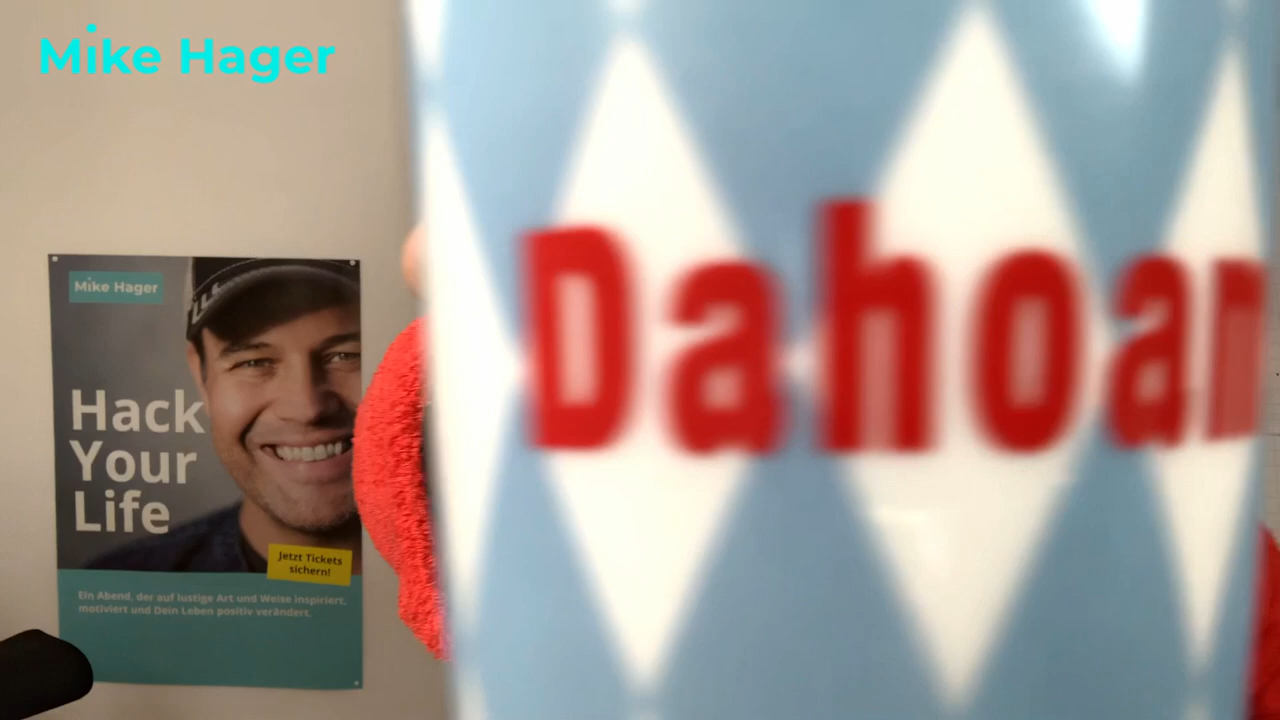 Mike Hager
Mike Hager
Hack
Your
Life
Jetzt Tickets
sichern!
Ein Abend, der auf lustige Art und Weise inspiriert,
motiviert und Dein Leben positiv verändert.
Dahoam